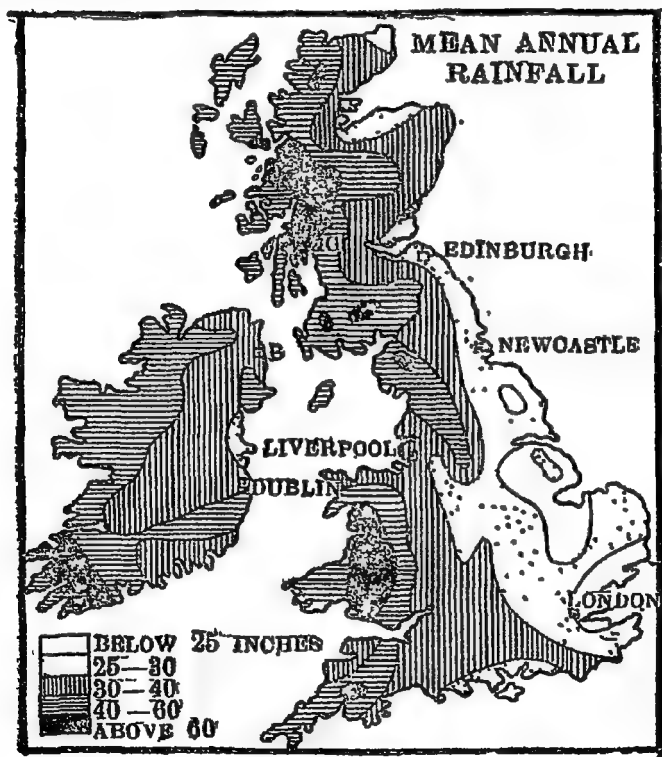 MEAN ANNUAL
RAINFALL
G
EDINBURGH
NEWCASTLE
B
LIVERPOOL
DUBLIN
LONDON
BELOW 25 INCHES
25—30
30—40
40—60
ABOVE 60